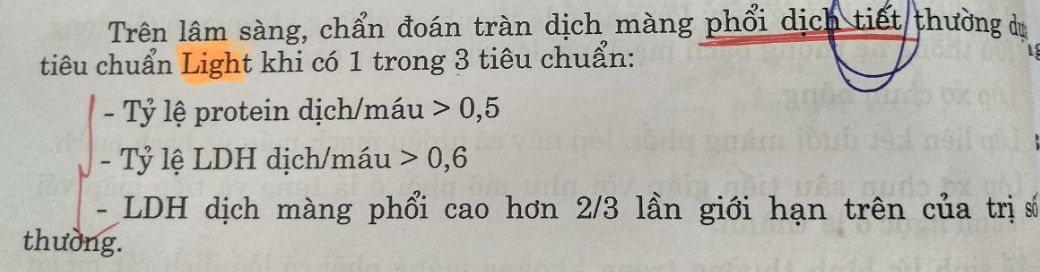 Trên lâm sàng, chẩn đoán tràn dịch màng phổi dịch tiết thường
tiêu chuẩn Light khi có 1 trong 3 tiêu chuẩn:
- Tỷ lệ protein dịch/máu > 0,5
- Tỷ lệ LDH dịch/máu > 0,6
- LDH dịch màng phổi cao hơn 2/3 lần giới hạn trên của trị số
thường.